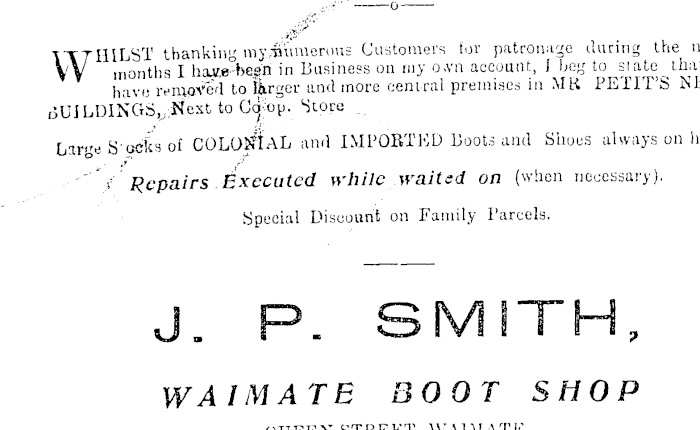 WHILST thanking my numerous Customers for patronage during the
months I have been in Business on my own account, I beg to state
have removed to larger and more central premises in MR PETIT'S
BUILDINGS, Next to Co op. Store
Large Stocks of COLONIAL and IMPORTED Boots and Shoes always on
Repairs Executed while waited on (when necessary).
Special Discount on Family Parcels.
J. P. SMITH,
WAIMATE BOOT SHOP
QUEEN STREET, WAIMATE